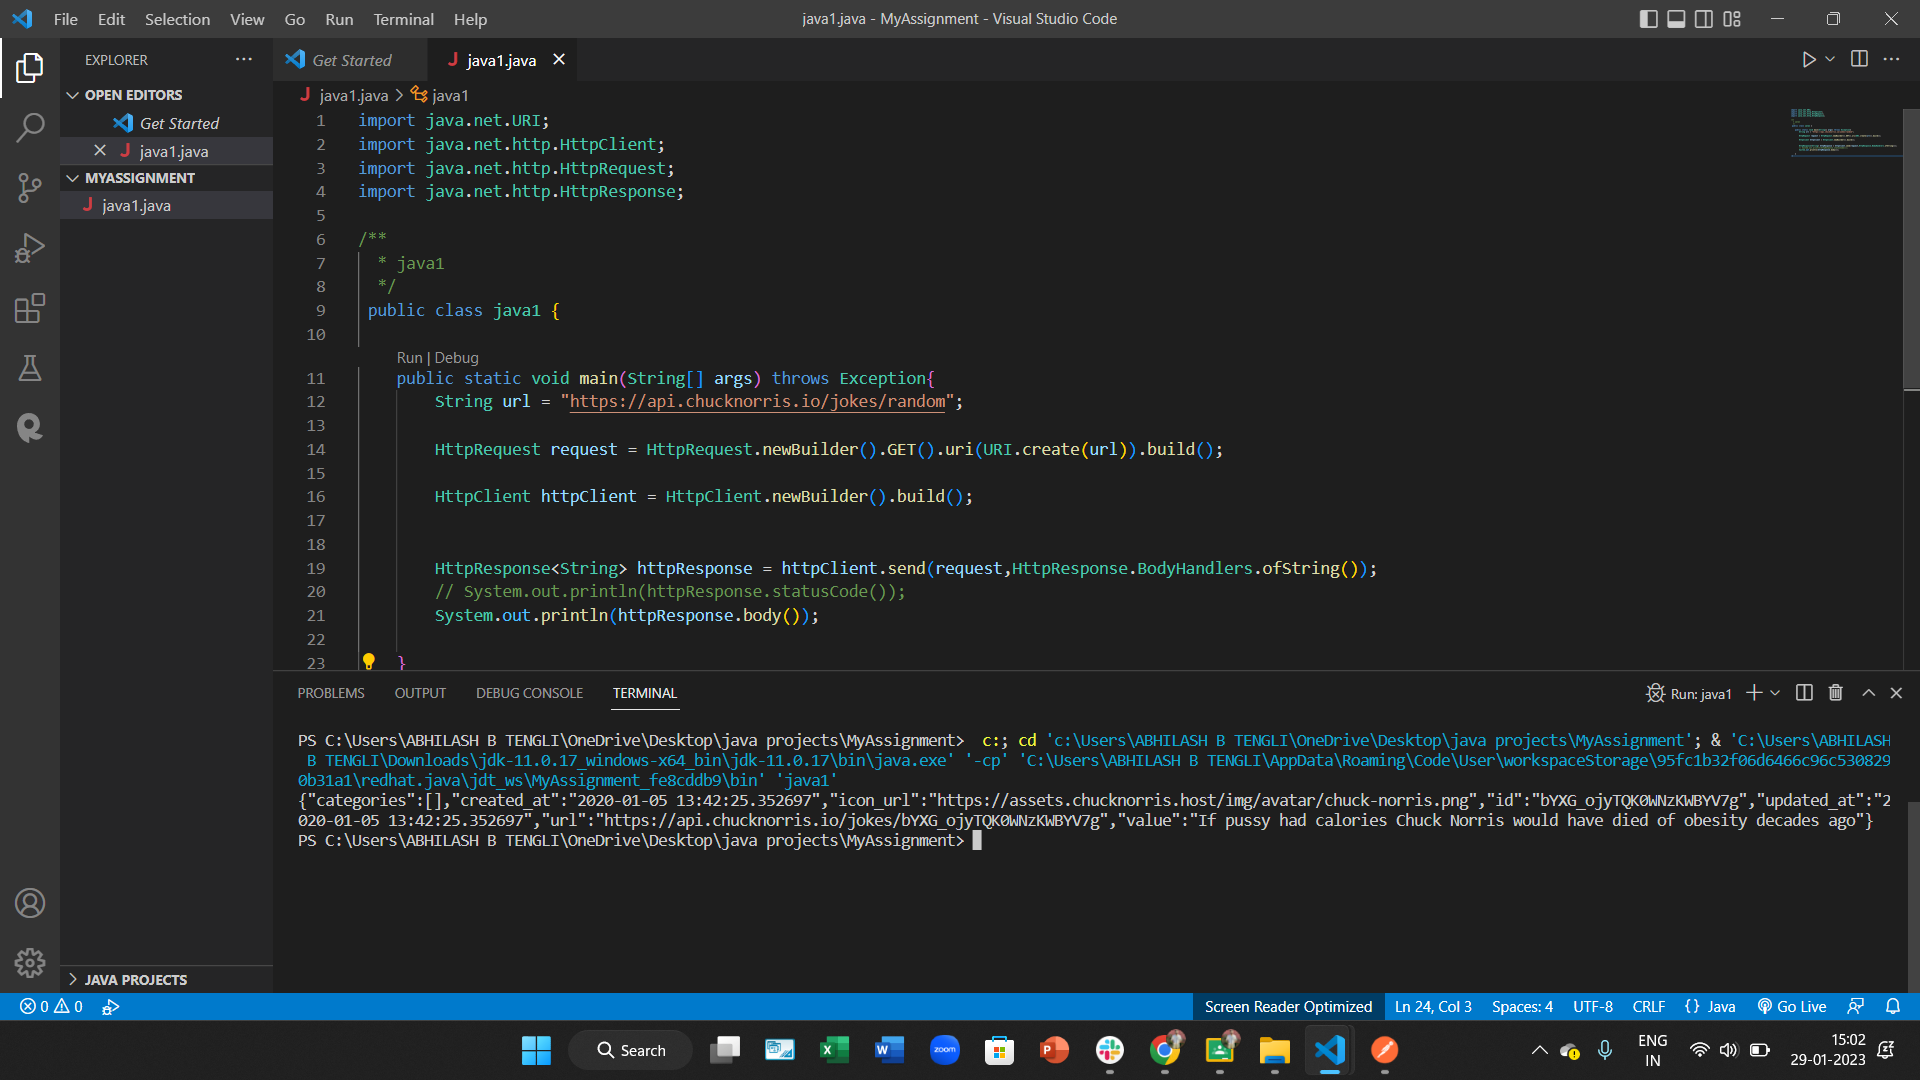 File Edit Selection View Go Run Terminal Help
java1.java - MyAssignment - Visual Studio Code
EXPLORER
OPEN EDITORS
Get Started
java1.java
MYASSIGNMENT
java1.java
JAVA PROJECTS
Get Started
java1.java
java1.java > java1
1 import java.net.URI;
2 import java.net.http.HttpClient;
3 import java.net.http.HttpRequest;
4 import java.net.http.HttpResponse;
5
6 /**
7 * java1
8 */
9 public class java1 {
10
Run | Debug
11 public static void main(String[] args) throws Exception{
12 String url = "https://api.chucknorris.io/jokes/random";
13
14 HttpRequest request = HttpRequest.newBuilder().GET().uri(URI.create(url)).build();
15
16 HttpClient httpClient = HttpClient.newBuilder().build();
17
18
19 HttpResponse<String> httpResponse = httpClient.send(request,HttpResponse.BodyHandlers.ofString());
20 // System.out.println(httpResponse.statusCode());
21 System.out.println(httpResponse.body());
22
23 }
PROBLEMS OUTPUT DEBUG CONSOLE TERMINAL
Run: java1
PS C:\Users\ABHILASH B TENGLI\OneDrive\Desktop\java projects\MyAssignment>  c:; cd 'c:\Users\ABHILASH B TENGLI\OneDrive\Desktop\java projects\MyAssignment'; & 'C:\Users\ABHILASH
B TENGLI\Downloads\jdk-11.0.17_windows-x64_bin\jdk-11.0.17\bin\java.exe' '-cp' 'C:\Users\ABHILASH B TENGLI\AppData\Roaming\Code\User\workspaceStorage\95fc1b32f06d6466c96c530829
0b31a1\redhat.java\jdt_ws\MyAssignment_fe8cddb9\bin' 'java1'
{"categories":[],"created_at":"2020-01-05 13:42:25.352697","icon_url":"https://assets.chucknorris.host/img/avatar/chuck-norris.png","id":"bYXG_ojyTQK0WNzKWBYV7g","updated_at":"2
020-01-05 13:42:25.352697","url":"https://api.chucknorris.io/jokes/bYXG_ojyTQK0WNzKWBYV7g","value":"If pussy had calories Chuck Norris would have died of obesity decades ago"}
PS C:\Users\ABHILASH B TENGLI\OneDrive\Desktop\java projects\MyAssignment>
0 0
Screen Reader Optimized Ln 24, Col 3 Spaces: 4 UTF-8 CRLF {} Java Go Live
Search
zoom
ENG
IN
15:02
29-01-2023